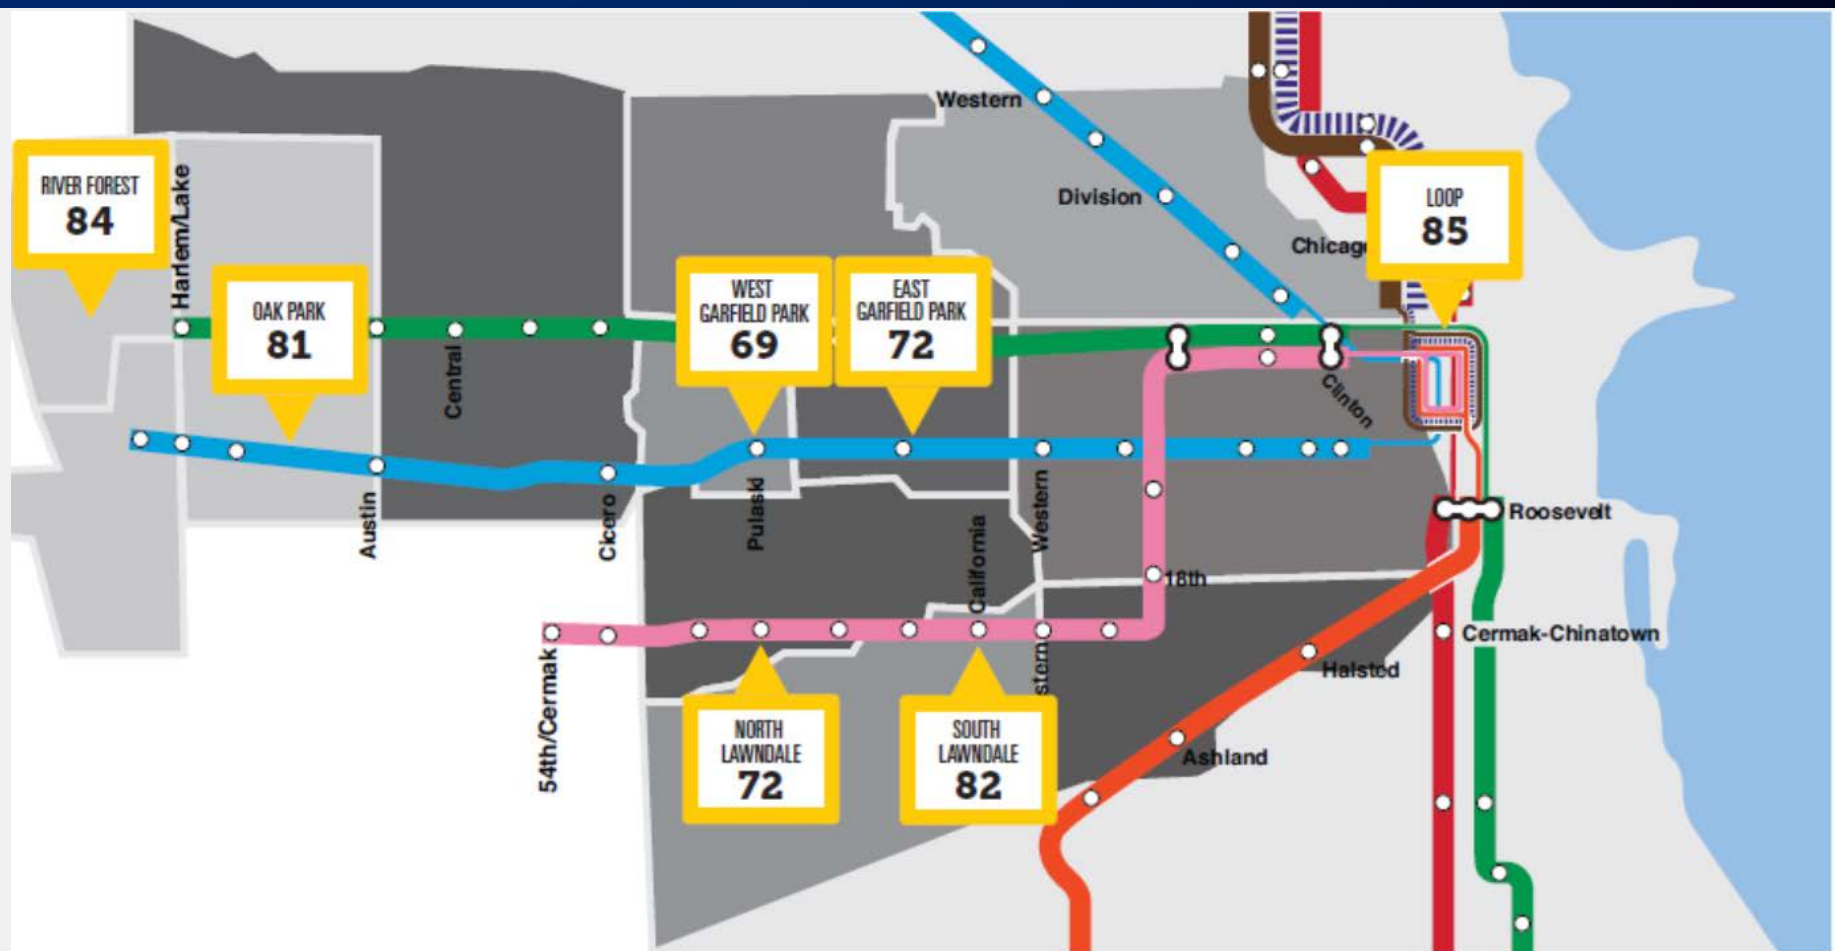 Western
Division
Chicag
RIVER FOREST
84
Harlem/Lake
OAK PARK
81
Central
WEST
GARFIELD PARK
69
EAST
GARFIELD PARK
72
LOOP
85
Clinton
Austin
Cicero
Pulaski
California
Western
Roosevelt
18th
Cermak-Chinatown
Halsted
Ashland
54th/Cermak
NORTH
LAWNDALE
72
SOUTH
LAWNDALE
82
stern